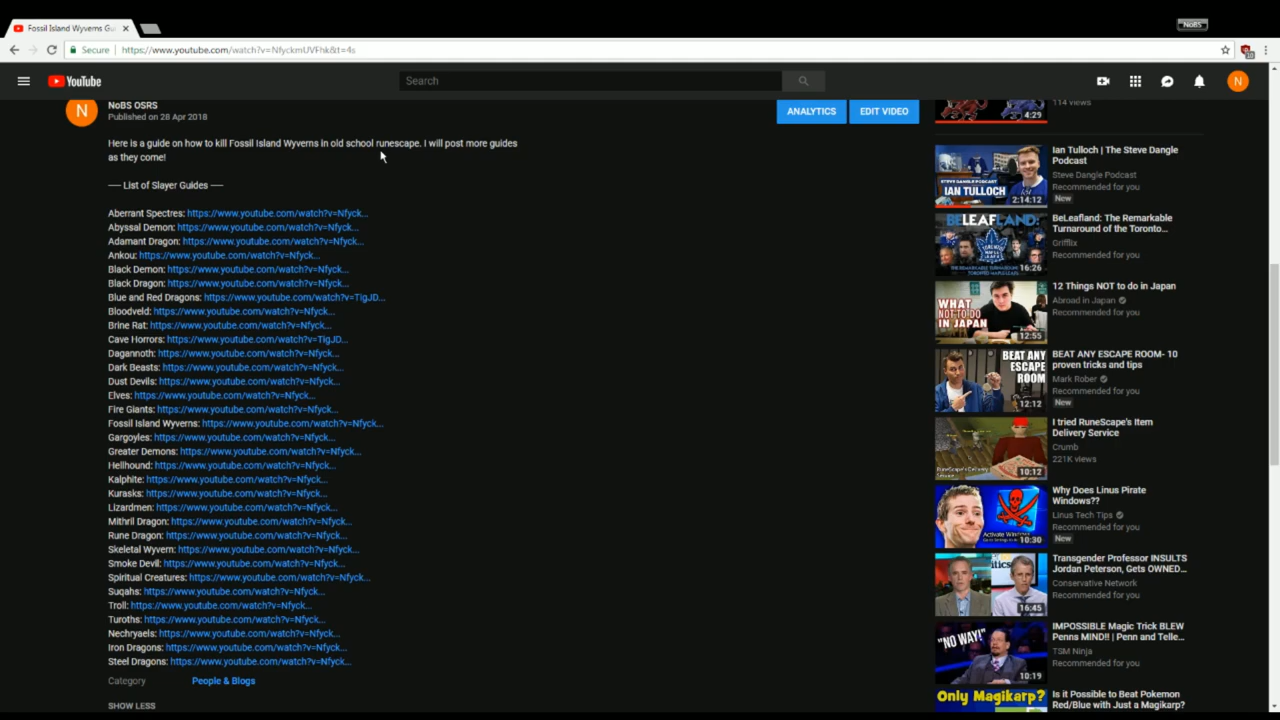 Fossil Island Wyverns Gu
NoBS
Secure
https://www.youtube.com/watch?v=NfyckmUVFhk&t=4s
YouTube
Search
N
N
NoBS OSRS
Published on 28 Apr 2018
ANALYTICS
EDIT VIDEO
Here is a guide on how to kill Fossil Island Wyverns in old school runescape. I will post more guides
as they come!
---- List of Slayer Guides ----
Aberrant Spectres: https://www.youtube.com/watch?v=Nfyck...
Abyssal Demon: https://www.youtube.com/watch?v=Nfyck...
Adamant Dragon: https://www.youtube.com/watch?v=Nfyck...
Ankou: https://www.youtube.com/watch?v=Nfyck...
Black Demon: https://www.youtube.com/watch?v=Nfyck...
Black Dragon: https://www.youtube.com/watch?v=Nfyck...
Blue and Red Dragons: https://www.youtube.com/watch?v=TigJD...
Bloodveld: https://www.youtube.com/watch?v=Nfyck...
Brine Rat: https://www.youtube.com/watch?v=Nfyck...
Cave Horrors: https://www.youtube.com/watch?v=TigJD...
Dagannoth: https://www.youtube.com/watch?v=Nfyck...
Dark Beasts: https://www.youtube.com/watch?v=Nfyck...
Dust Devils: https://www.youtube.com/watch?v=Nfyck...
Elves: https://www.youtube.com/watch?v=Nfyck...
Fire Giants: https://www.youtube.com/watch?v=Nfyck...
Fossil Island Wyverns: https://www.youtube.com/watch?v=Nfyck...
Gargoyles: https://www.youtube.com/watch?v=Nfyck...
Greater Demons: https://www.youtube.com/watch?v=Nfyck...
Hellhound: https://www.youtube.com/watch?v=Nfyck...
Kalphite: https://www.youtube.com/watch?v=Nfyck...
Kurasks: https://www.youtube.com/watch?v=Nfyck...
Lizardmen: https://www.youtube.com/watch?v=Nfyck...
Mithril Dragon: https://www.youtube.com/watch?v=Nfyck...
Rune Dragon: https://www.youtube.com/watch?v=Nfyck...
Skeletal Wyvern: https://www.youtube.com/watch?v=Nfyck...
Smoke Devil: https://www.youtube.com/watch?v=Nfyck...
Spiritual Creatures: https://www.youtube.com/watch?v=Nfyck...
Suqahs: https://www.youtube.com/watch?v=Nfyck...
Troll: https://www.youtube.com/watch?v=Nfyck...
Turoths: https://www.youtube.com/watch?v=Nfyck...
Nechryaels: https://www.youtube.com/watch?v=Nfyck...
Iron Dragons: https://www.youtube.com/watch?v=Nfyck...
Steel Dragons: https://www.youtube.com/watch?v=Nfyck...
Category
People & Blogs
SHOW LESS
114 views
4:29
STEVE DANGLE PODCAST
IAN TULLOCH
2:14:12
Ian Tulloch | The Steve Dangle
Podcast
Steve Dangle Podcast
Recommended for you
New
BELEAFLAND:
16:26
BeLeafland: The Remarkable
Turnaround of the Toronto...
Grifflix
Recommended for you
WHAT
NOT TO DO
IN JAPAN
12:55
12 Things NOT to do in Japan
Abroad in Japan
Recommended for you
BEAT ANY
ESCAPE
ROOM
12:12
BEAT ANY ESCAPE ROOM- 10
proven tricks and tips
Mark Rober
Recommended for you
New
10:12
I tried RuneScape's Item
Delivery Service
Crumb
221K views
Activate Windows
10:30
Why Does Linus Pirate
Windows??
Linus Tech Tips
Recommended for you
New
16:45
Transgender Professor INSULTS
Jordan Peterson, Gets OWNED...
Conservative Network
Recommended for you
"NO WAY!"
10:19
IMPOSSIBLE Magic Trick BLEW
Penns MIND!! | Penn and Telle...
TSM Ninja
Recommended for you
Only Magikarp?
Is it Possible to Beat Pokemon
Red/Blue with Just a Magikarp?